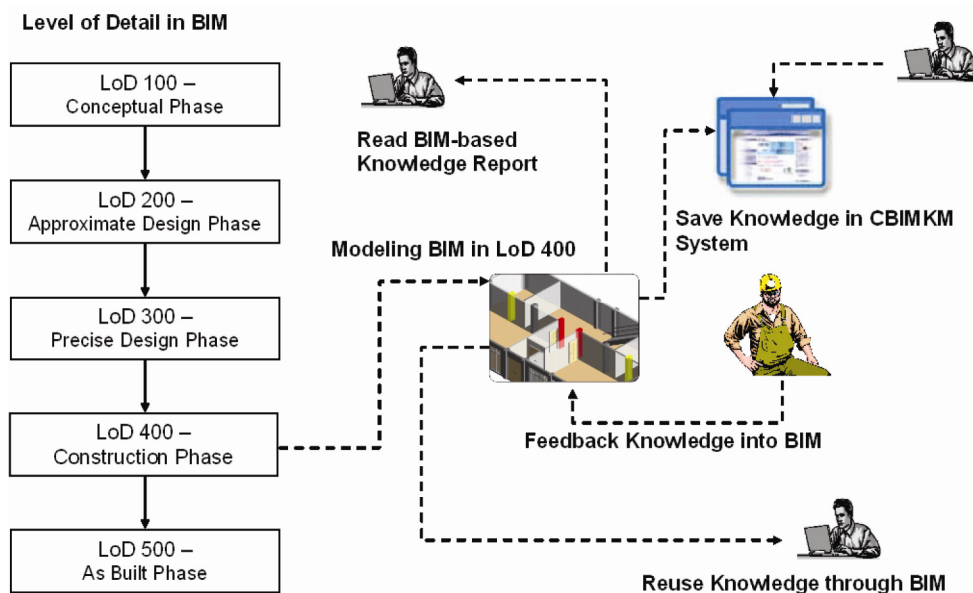 Level of Detail in BIM
LoD 100 –
Conceptual Phase
LoD 200 –
Approximate Design Phase
LoD 300 –
Precise Design Phase
LoD 400 –
Construction Phase
LoD 500 –
As Built Phase
Read BIM-based
Knowledge Report
Modeling BIM in LoD 400
Save Knowledge in CBIMKM
System
Feedback Knowledge into BIM
Reuse Knowledge through BIM